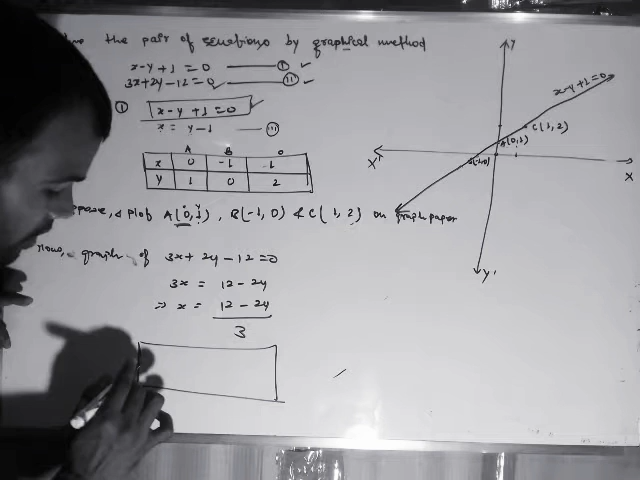 the pair of equations by graphical method
x-y+1=0 ——— (i) ✓
3x+2y-12=0 ——— (ii) ✓
① x-y+1=0 ✓
x = y-1 ——— (iii)
A B C
x 0 -1 1
y 1 0 2
& plot A(0,1), B(-1,0) & C(1,2) on graph paper
Now, graph of 3x+2y-12=0
3x = 12-2y
⇒ x = 12-2y
3
Y
x-y+1=0
C(1,2)
A(0,1)
B(-1,0)
X'
X
Y'